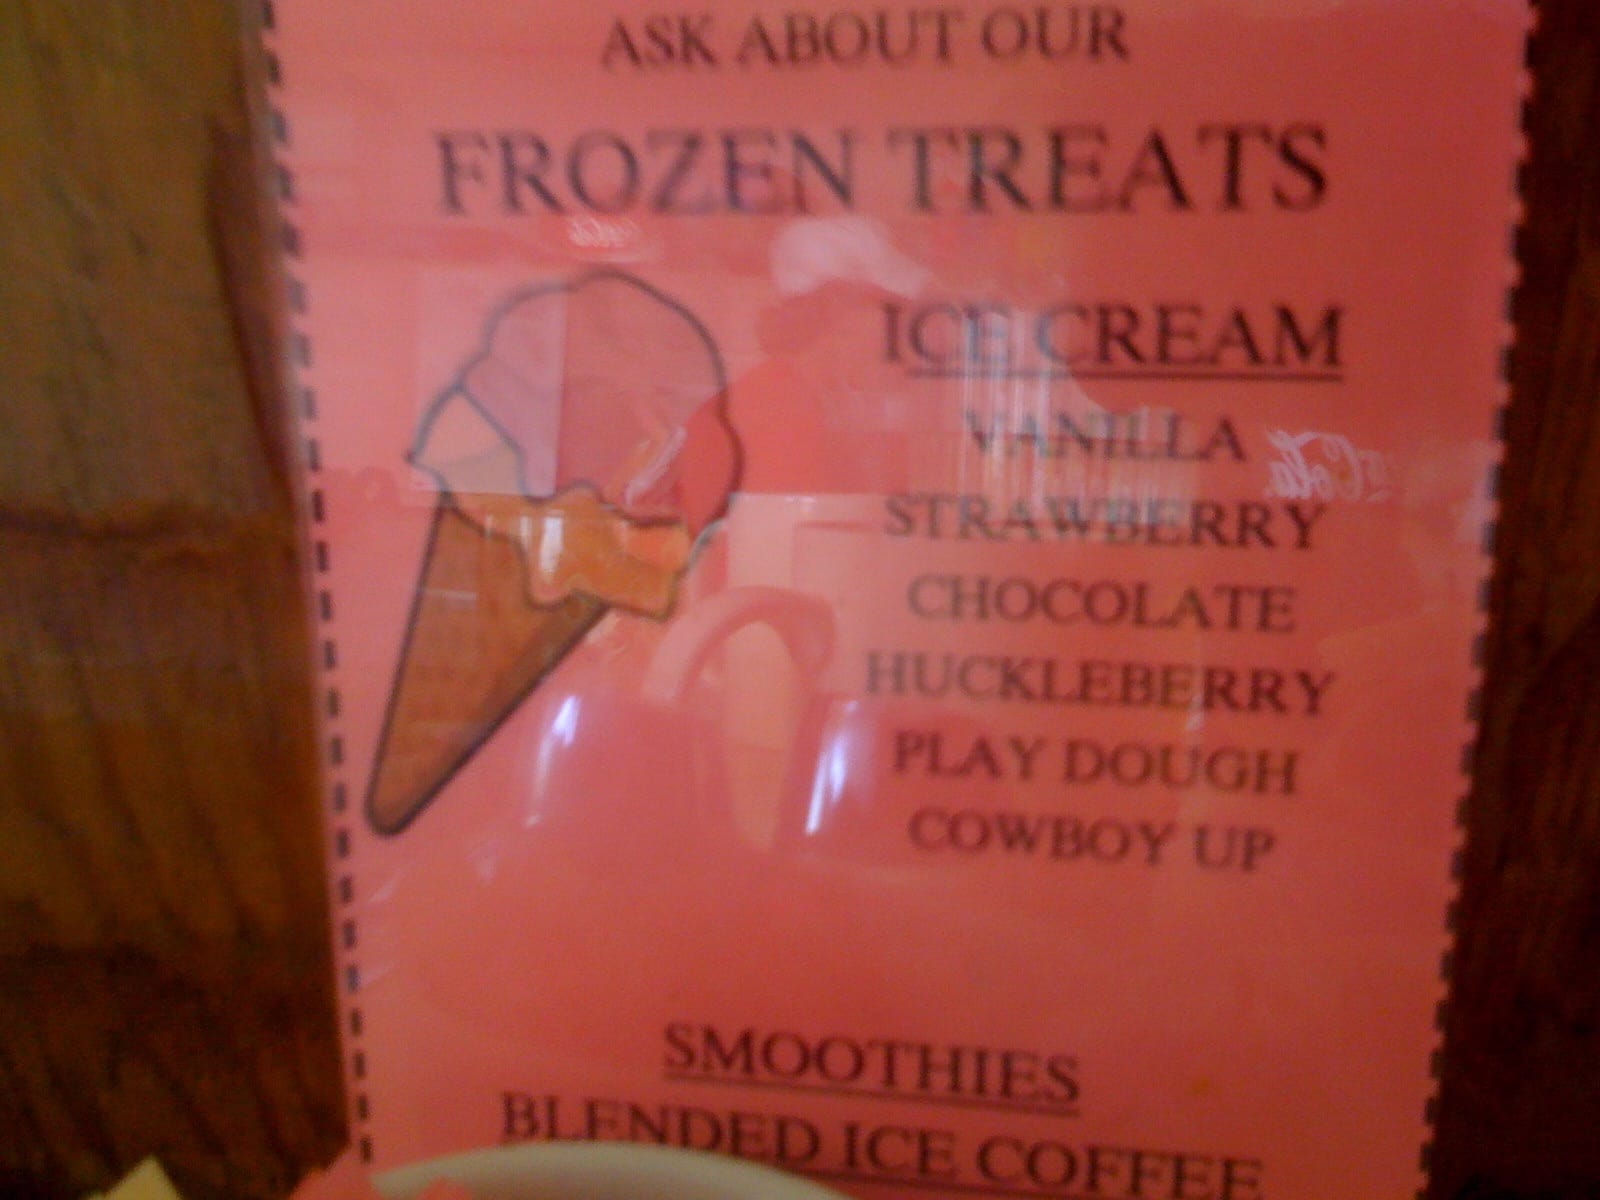 ASK ABOUT OUR
FROZEN TREATS
ICE CREAM
VANILLA
STRAWBERRY
CHOCOLATE
HUCKLEBERRY
PLAY DOUGH
COWBOY UP
SMOOTHIES
BLENDED ICE COFFEE